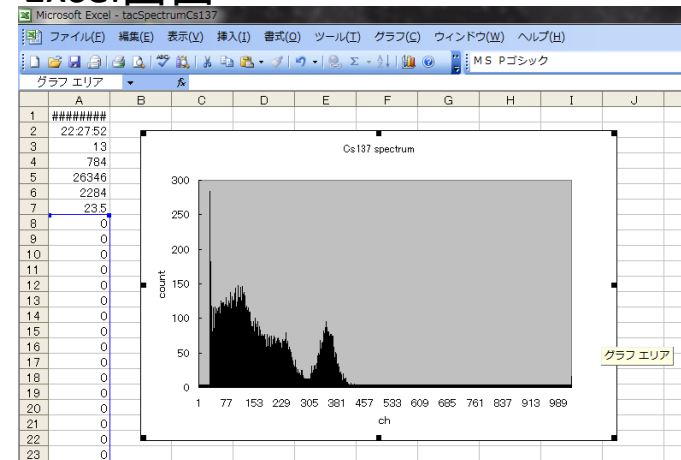 Excel画面
Microsoft Excel - tacSpectrumCs137
ファイル(F) 編集(E) 表示(V) 挿入(I) 書式(O) ツール(T) グラフ(C) ウィンドウ(W) ヘルプ(H)
MS Pゴシック
グラフ エリア fx
A B C D E F G H I J
1 ########
2 22:27:52
3 13
4 784
5 26346
6 2284
7 23.5
8 0
9 0
10 0
11 0
12 0
13 0
14 0
15 0
16 0
17 0
18 0
19 0
20 0
21 0
22 0
23 0
Cs137 spectrum
300
250
200
150
100
50
0
count
1 77 153 229 305 381 457 533 609 685 761 837 913 989
ch
グラフ エリア